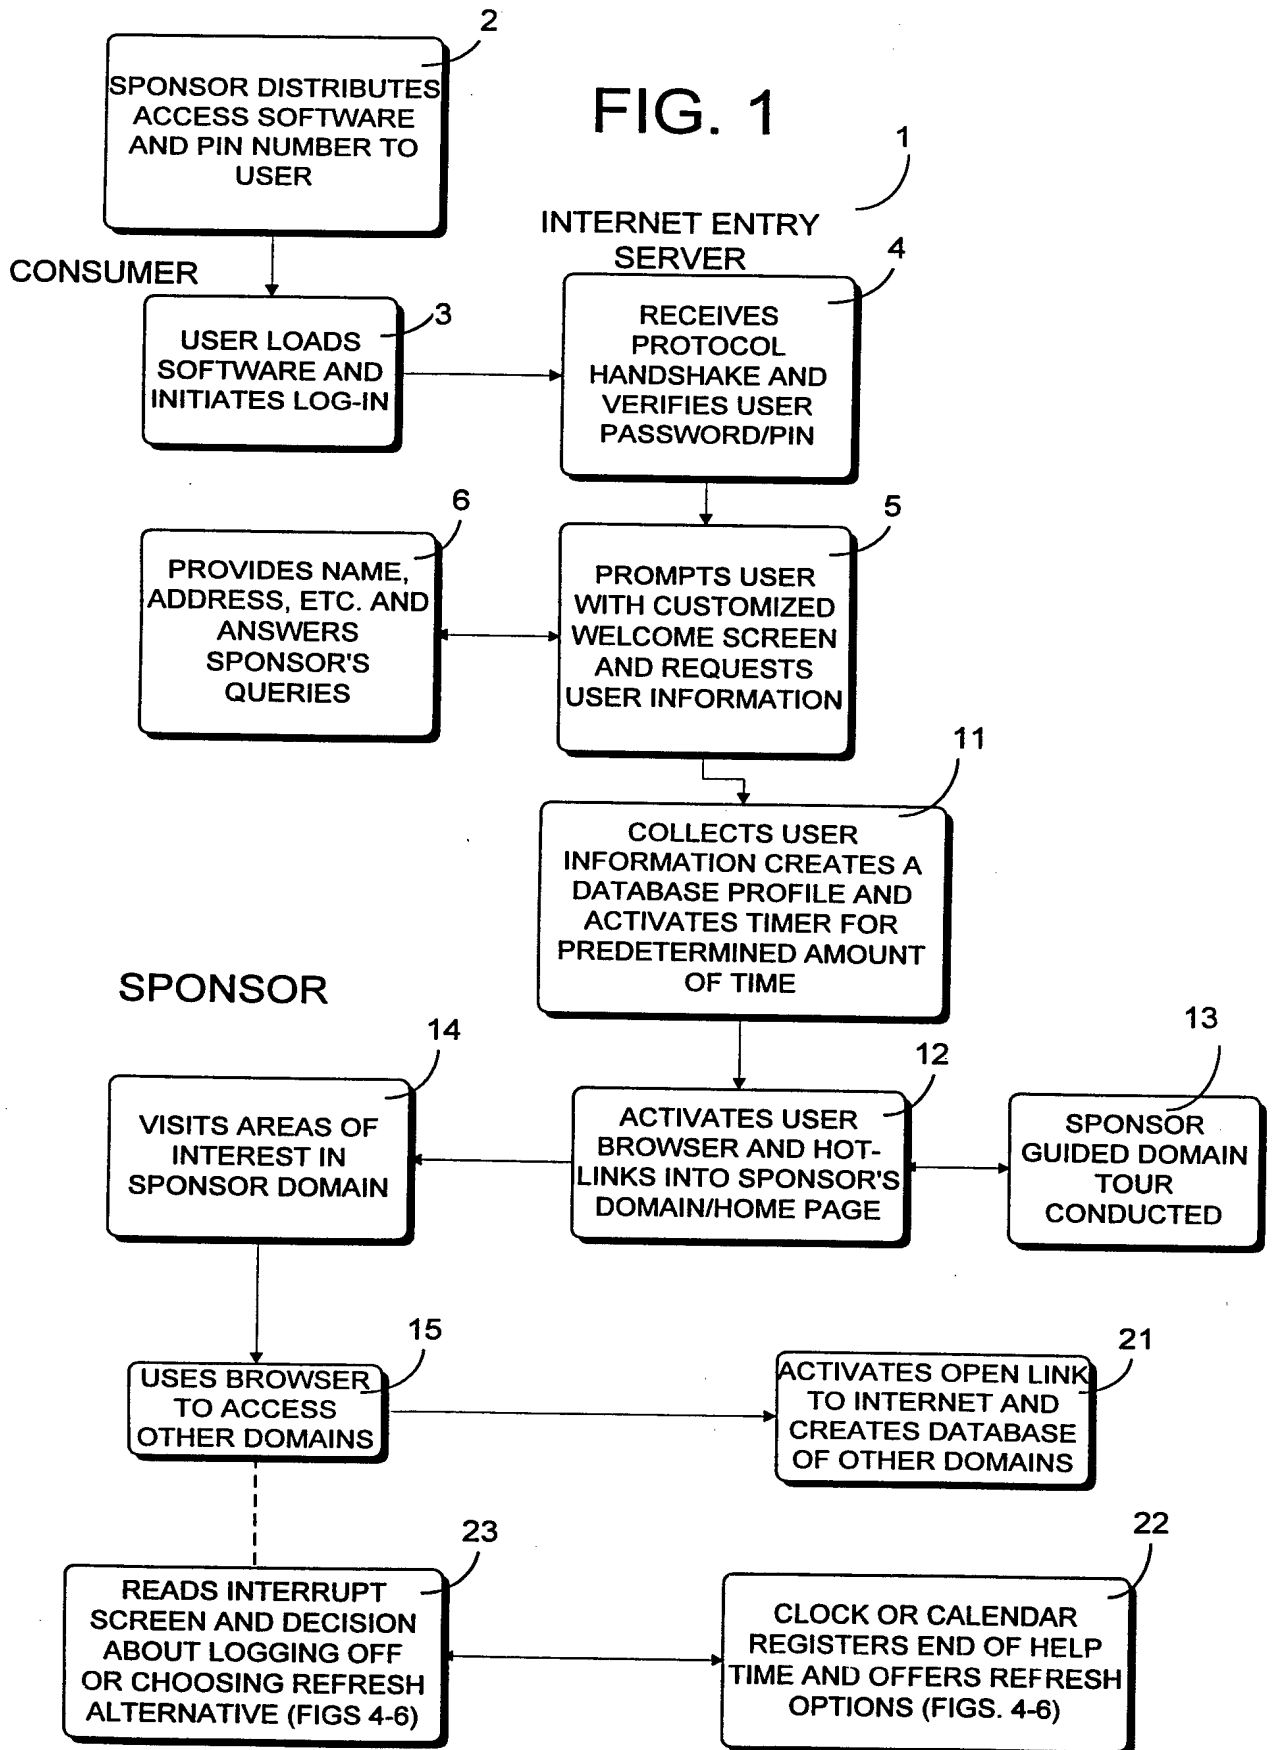 2
SPONSOR DISTRIBUTES
ACCESS SOFTWARE
AND PIN NUMBER TO
USER
FIG. 1
1
INTERNET ENTRY
SERVER
CONSUMER
3
USER LOADS
SOFTWARE AND
INITIATES LOG-IN
4
RECEIVES
PROTOCOL
HANDSHAKE AND
VERIFIES USER
PASSWORD/PIN
6
PROVIDES NAME,
ADDRESS, ETC. AND
ANSWERS
SPONSOR'S
QUERIES
5
PROMPTS USER
WITH CUSTOMIZED
WELCOME SCREEN
AND REQUESTS
USER INFORMATION
11
COLLECTS USER
INFORMATION CREATES A
DATABASE PROFILE AND
ACTIVATES TIMER FOR
PREDETERMINED AMOUNT
OF TIME
SPONSOR
14
VISITS AREAS OF
INTEREST IN
SPONSOR DOMAIN
12
ACTIVATES USER
BROWSER AND HOT-
LINKS INTO SPONSOR'S
DOMAIN/HOME PAGE
13
SPONSOR
GUIDED DOMAIN
TOUR
CONDUCTED
15
USES BROWSER
TO ACCESS
OTHER DOMAINS
21
ACTIVATES OPEN LINK
TO INTERNET AND
CREATES DATABASE
OF OTHER DOMAINS
23
READS INTERRUPT
SCREEN AND DECISION
ABOUT LOGGING OFF
OR CHOOSING REFRESH
ALTERNATIVE (FIGS 4-6)
22
CLOCK OR CALENDAR
REGISTERS END OF HELP
TIME AND OFFERS REFRESH
OPTIONS (FIGS. 4-6)